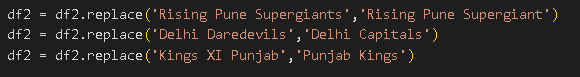 df2 = df2.replace('Rising Pune Supergiants','Rising Pune Supergiant')
df2 = df2.replace('Delhi Daredevils','Delhi Capitals')
df2 = df2.replace('Kings XI Punjab','Punjab Kings')